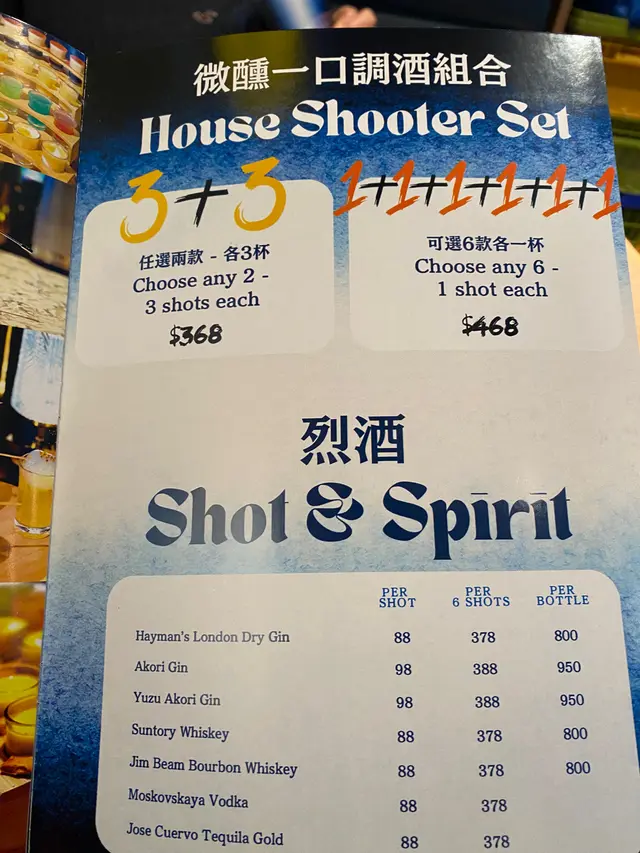 微醺一口調酒組合
House Shooter Set
3+3
任選兩款 - 各3杯
Choose any 2 -
3 shots each
$368
1+1+1+1+1+1
可選6款各一杯
Choose any 6 -
1 shot each
$468
烈酒
Shot & Spirit
PER SHOT PER 6 SHOTS PER BOTTLE
Hayman's London Dry Gin 88 378 800
Akori Gin 98 388 950
Yuzu Akori Gin 98 388 950
Suntory Whiskey 88 378 800
Jim Beam Bourbon Whiskey 88 378 800
Moskovskaya Vodka 88 378
Jose Cuervo Tequila Gold 88 378